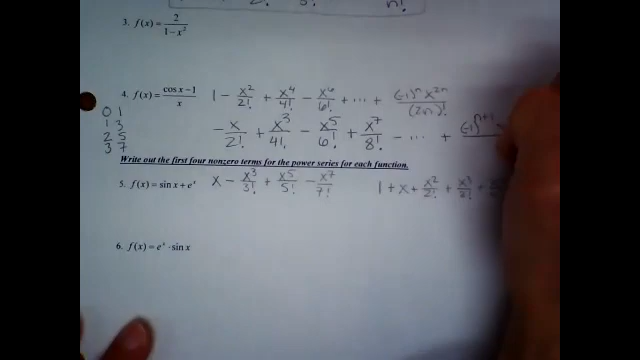 n!
3. f(x) = 2/(1 − x²)
4. f(x) = (cos x − 1)/x
1 − x²/2! + x⁴/4! − x⁶/6! + ... + (-1)ⁿ x²ⁿ/(2n)!
0 1
1 3
2 5
3 7
− x/2! + x³/4! − x⁵/6! + x⁷/8! − ... + (-1)ⁿ⁺¹
Write out the first four nonzero terms for the power series for each function.
5. f(x) = sin x + eˣ
x − x³/3! + x⁵/5! − x⁷/7!
1 + x + x²/2! + x³/2! +
6. f(x) = eˣ · sin x